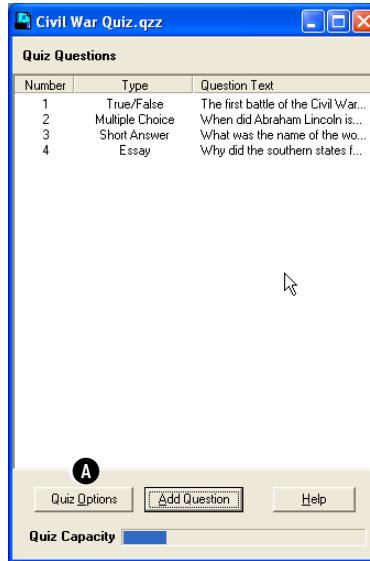 Civil War Quiz.qzz
Quiz Questions
Number Type Question Text
1 True/False The first battle of the Civil War...
2 Multiple Choice When did Abraham Lincoln is...
3 Short Answer What was the name of the wo...
4 Essay Why did the southern states f...
A
Quiz Options Add Question Help
Quiz Capacity